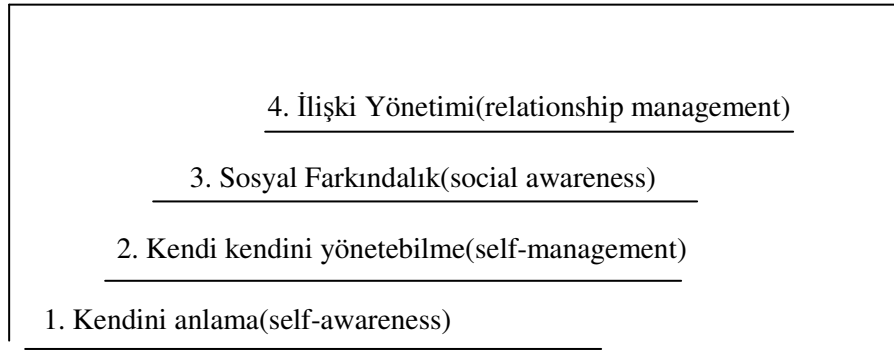 4. İlişki Yönetimi(relationship management)
3. Sosyal Farkındalık(social awareness)
2. Kendi kendini yönetebilme(self-management)
1. Kendini anlama(self-awareness)